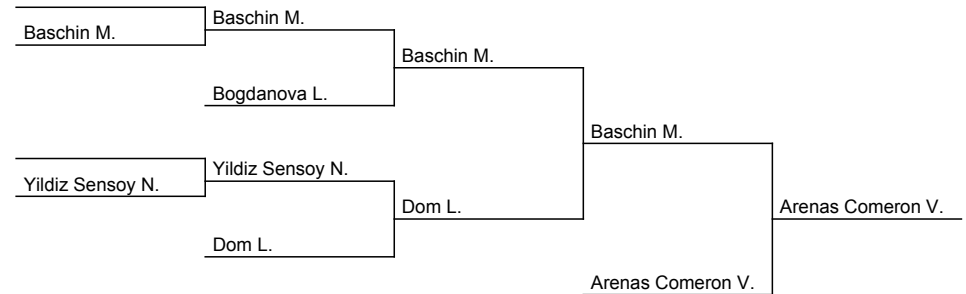 Baschin M.
Baschin M.
Baschin M.
Bogdanova L.
Baschin M.
Yildiz Sensoy N.
Yildiz Sensoy N.
Dom L.
Arenas Comeron V.
Dom L.
Arenas Comeron V.